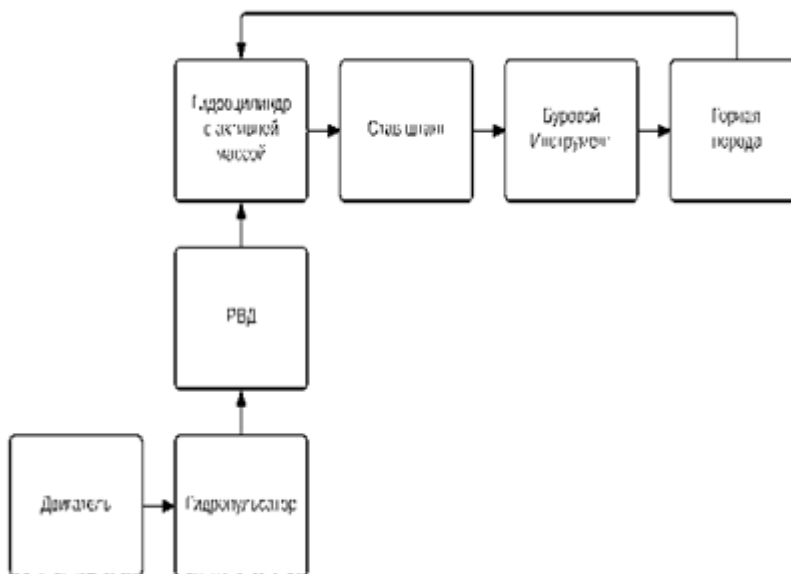 Гидроцилиндр
с активной
массой
Став штанг
Буровой
Инструмент
Горная
порода
РВД
Двигатель
Гидропульсатор